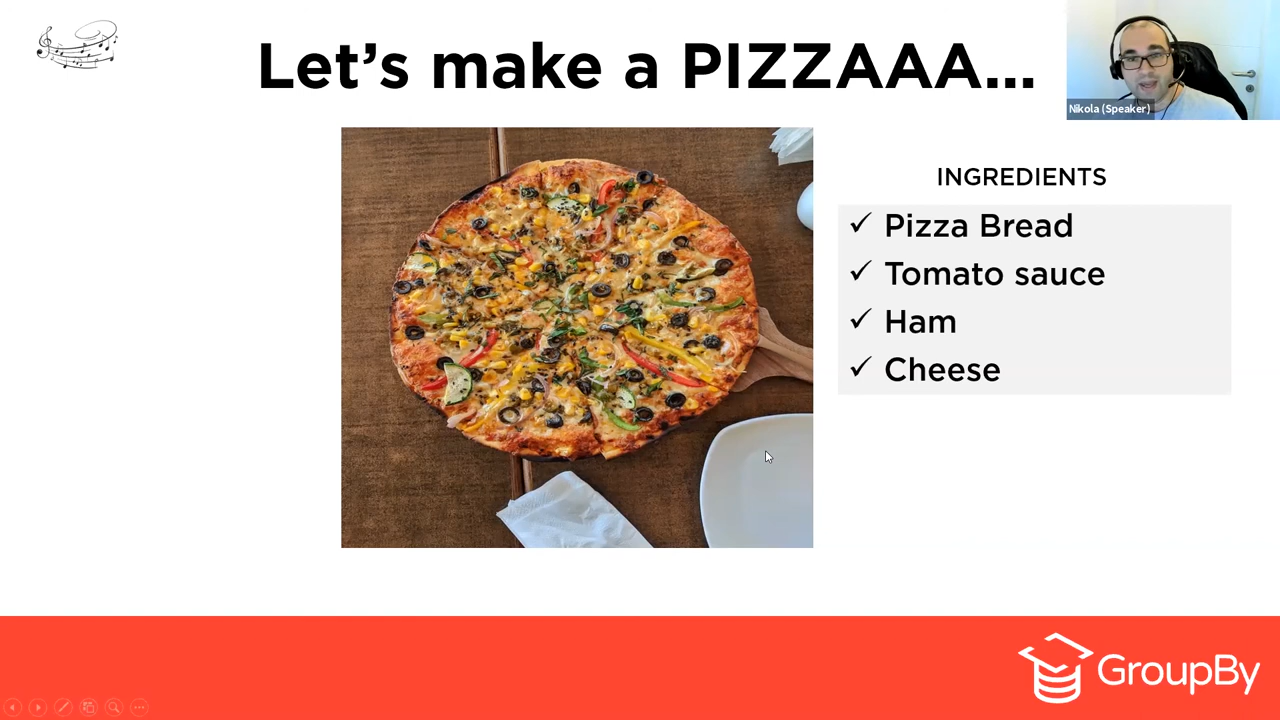 Let’s make a PIZZAAA...
Nikola (Speaker)
INGREDIENTS
✓ Pizza Bread
✓ Tomato sauce
✓ Ham
✓ Cheese
GroupBy